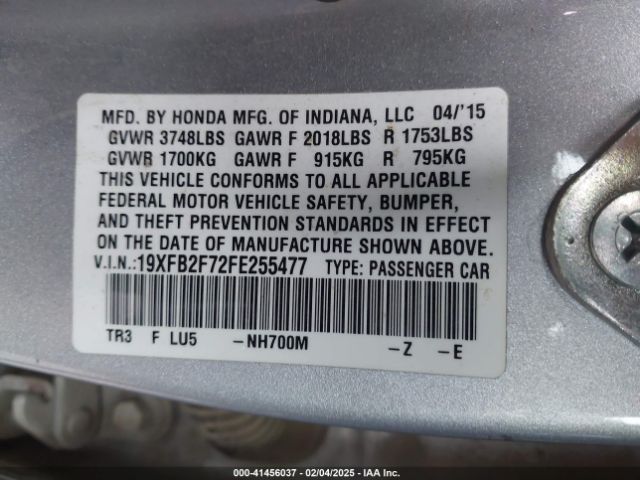 MFD. BY HONDA MFG. OF INDIANA, LLC 04/'15
GVWR 3748LBS GAWR F 2018LBS R 1753LBS
GVWR 1700KG GAWR F 915KG R 795KG
THIS VEHICLE CONFORMS TO ALL APPLICABLE
FEDERAL MOTOR VEHICLE SAFETY, BUMPER,
AND THEFT PREVENTION STANDARDS IN EFFECT
ON THE DATE OF MANUFACTURE SHOWN ABOVE.
V.I.N.:19XFB2F72FE255477 TYPE: PASSENGER CAR
TR3 F LU5 -NH700M -Z -E
000-41456037 - 02/04/2025 - IAA Inc.